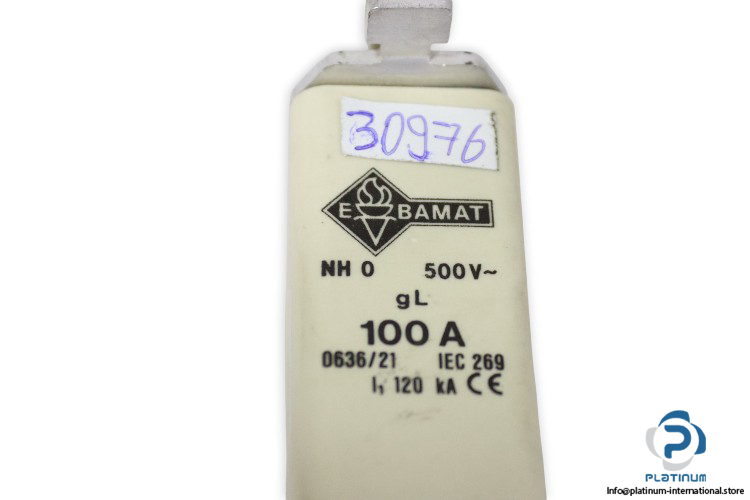 30976
E BAMAT
NH 0 500 V~
gL
100 A
0636/21 IEC 269
I₁ 120 kA CE
PLATINUM
Info@platinum-international.store